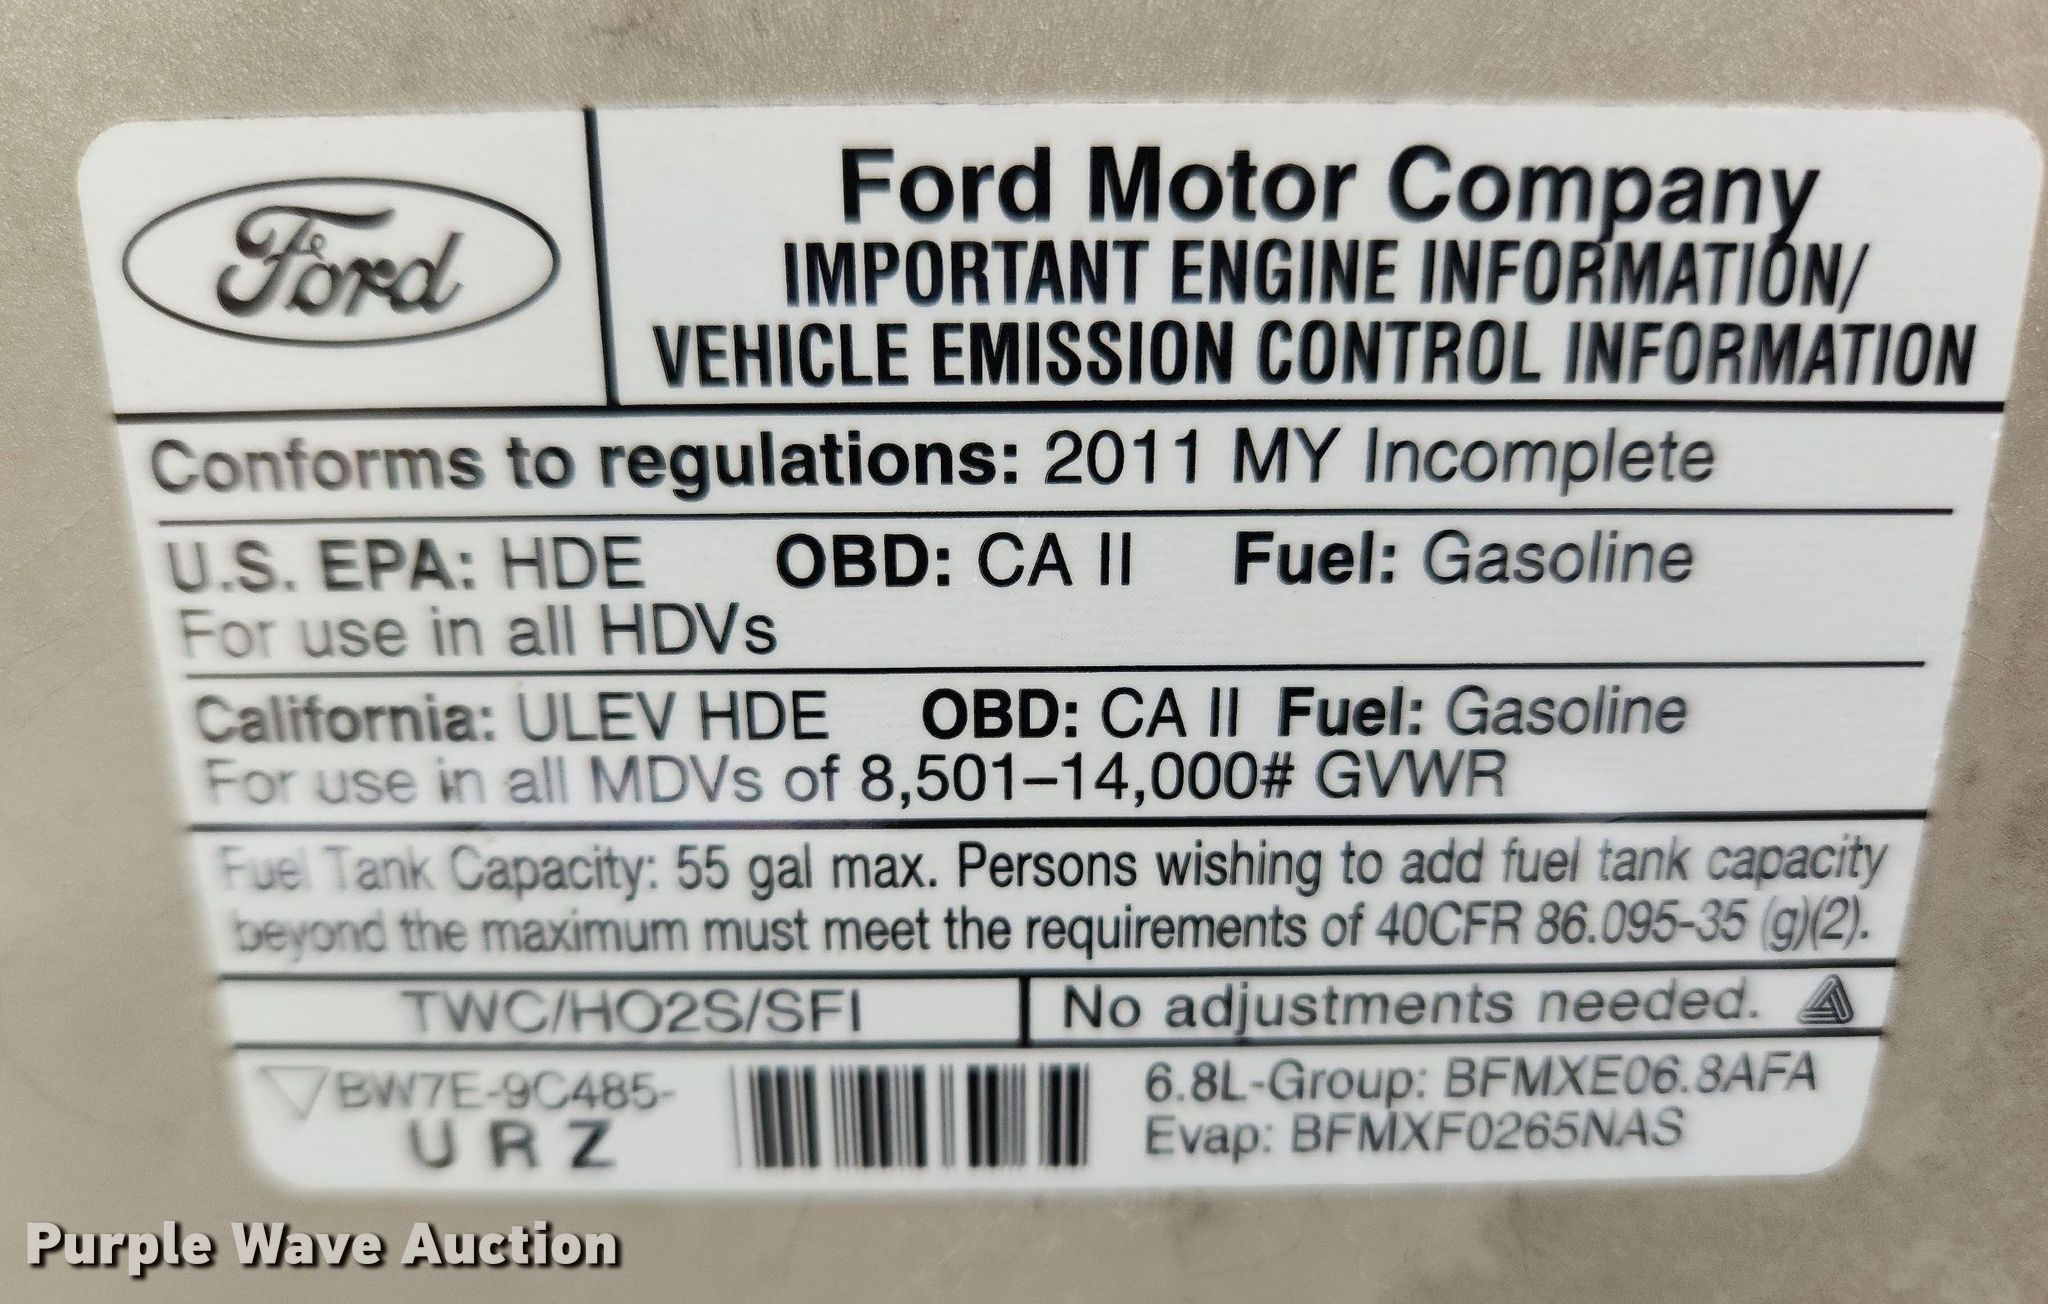 Ford
Ford Motor Company
IMPORTANT ENGINE INFORMATION/
VEHICLE EMISSION CONTROL INFORMATION
Conforms to regulations: 2011 MY Incomplete
U.S. EPA: HDE OBD: CA II Fuel: Gasoline
For use in all HDVs
California: ULEV HDE OBD: CA II Fuel: Gasoline
For use in all MDVs of 8,501–14,000# GVWR
Fuel Tank Capacity: 55 gal max. Persons wishing to add fuel tank capacity
beyond the maximum must meet the requirements of 40CFR 86.095-35 (g)(2).
TWC/HO2S/SFI No adjustments needed.
BW7E-9C485-
U R Z
6.8L-Group: BFMXE06.8AFA
Evap: BFMXF0265NAS
Purple Wave Auction